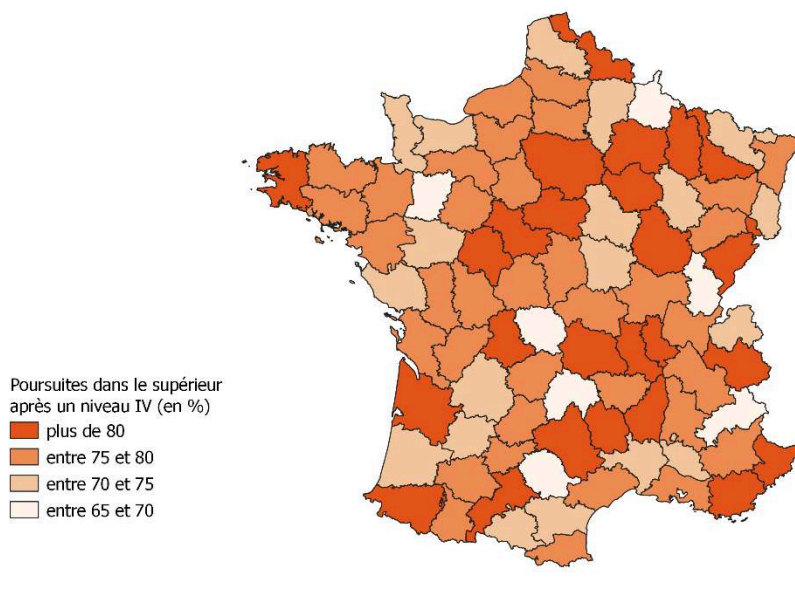 Poursuites dans le supérieur
après un niveau IV (en %)
plus de 80
entre 75 et 80
entre 70 et 75
entre 65 et 70